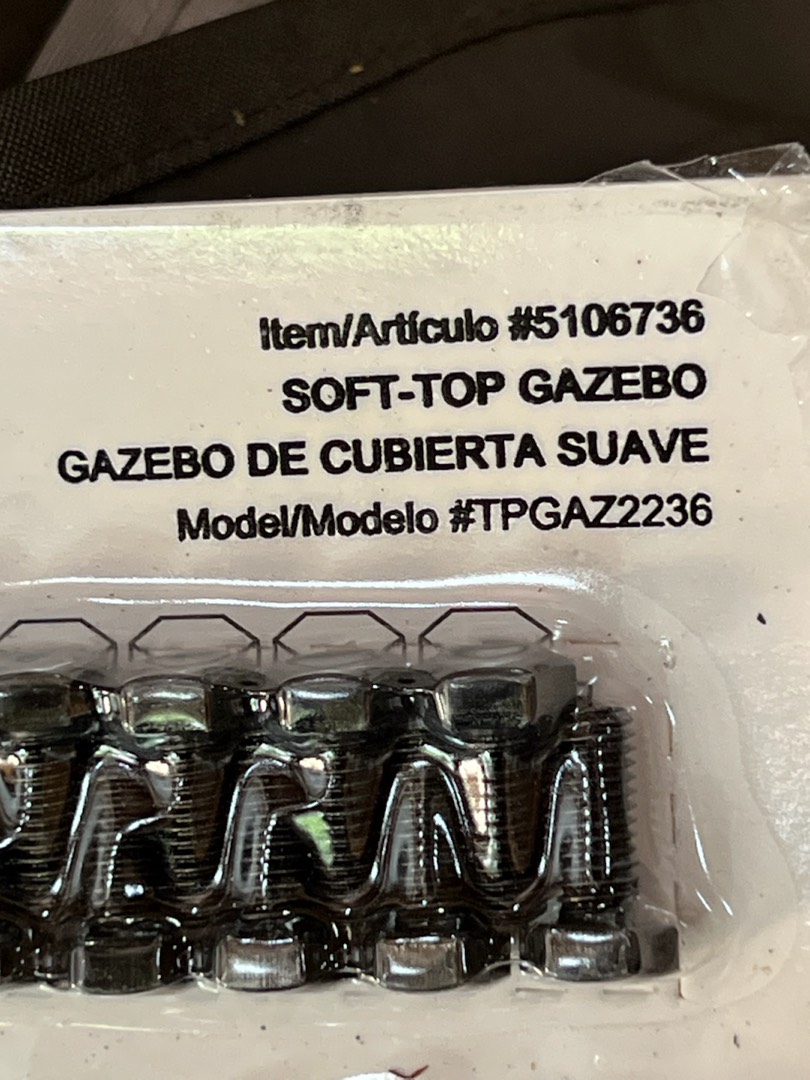 Item/Artículo #5106736
SOFT-TOP GAZEBO
GAZEBO DE CUBIERTA SUAVE
Model/Modelo #TPGAZ2236